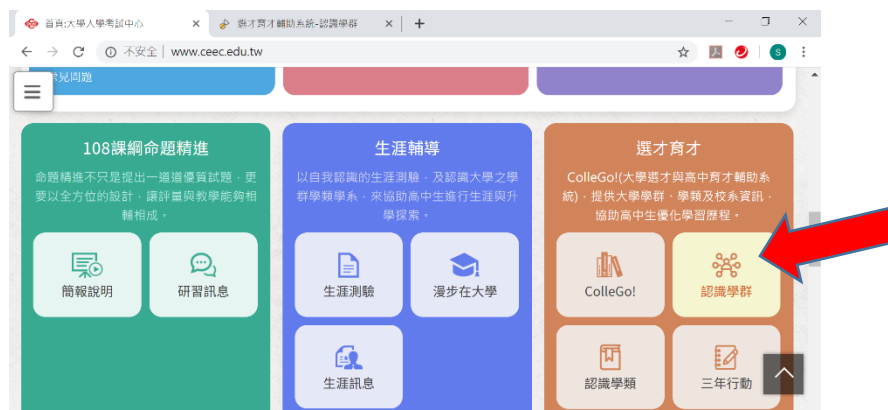 首頁-大學入學考試中心
選才育才輔助系統-認識學群
不安全 | www.ceec.edu.tw
S
見問題
108課綱命題精進
命題精進不只是提出一道道優質試題，更
要以全方位的設計，讓評量與教學能夠相
輔相成。
簡報說明
研習訊息
生涯輔導
以自我認識的生涯測驗，及認識大學之學
群學類學系，來協助高中生進行生涯與升
學探索。
生涯測驗
漫步在大學
生涯訊息
選才育才
ColleGo!(大學選才與高中育才輔助系
統)，提供大學學群、學類及校系資訊，
協助高中生優化學習歷程。
ColleGo!
認識學群
認識學類
三年行動